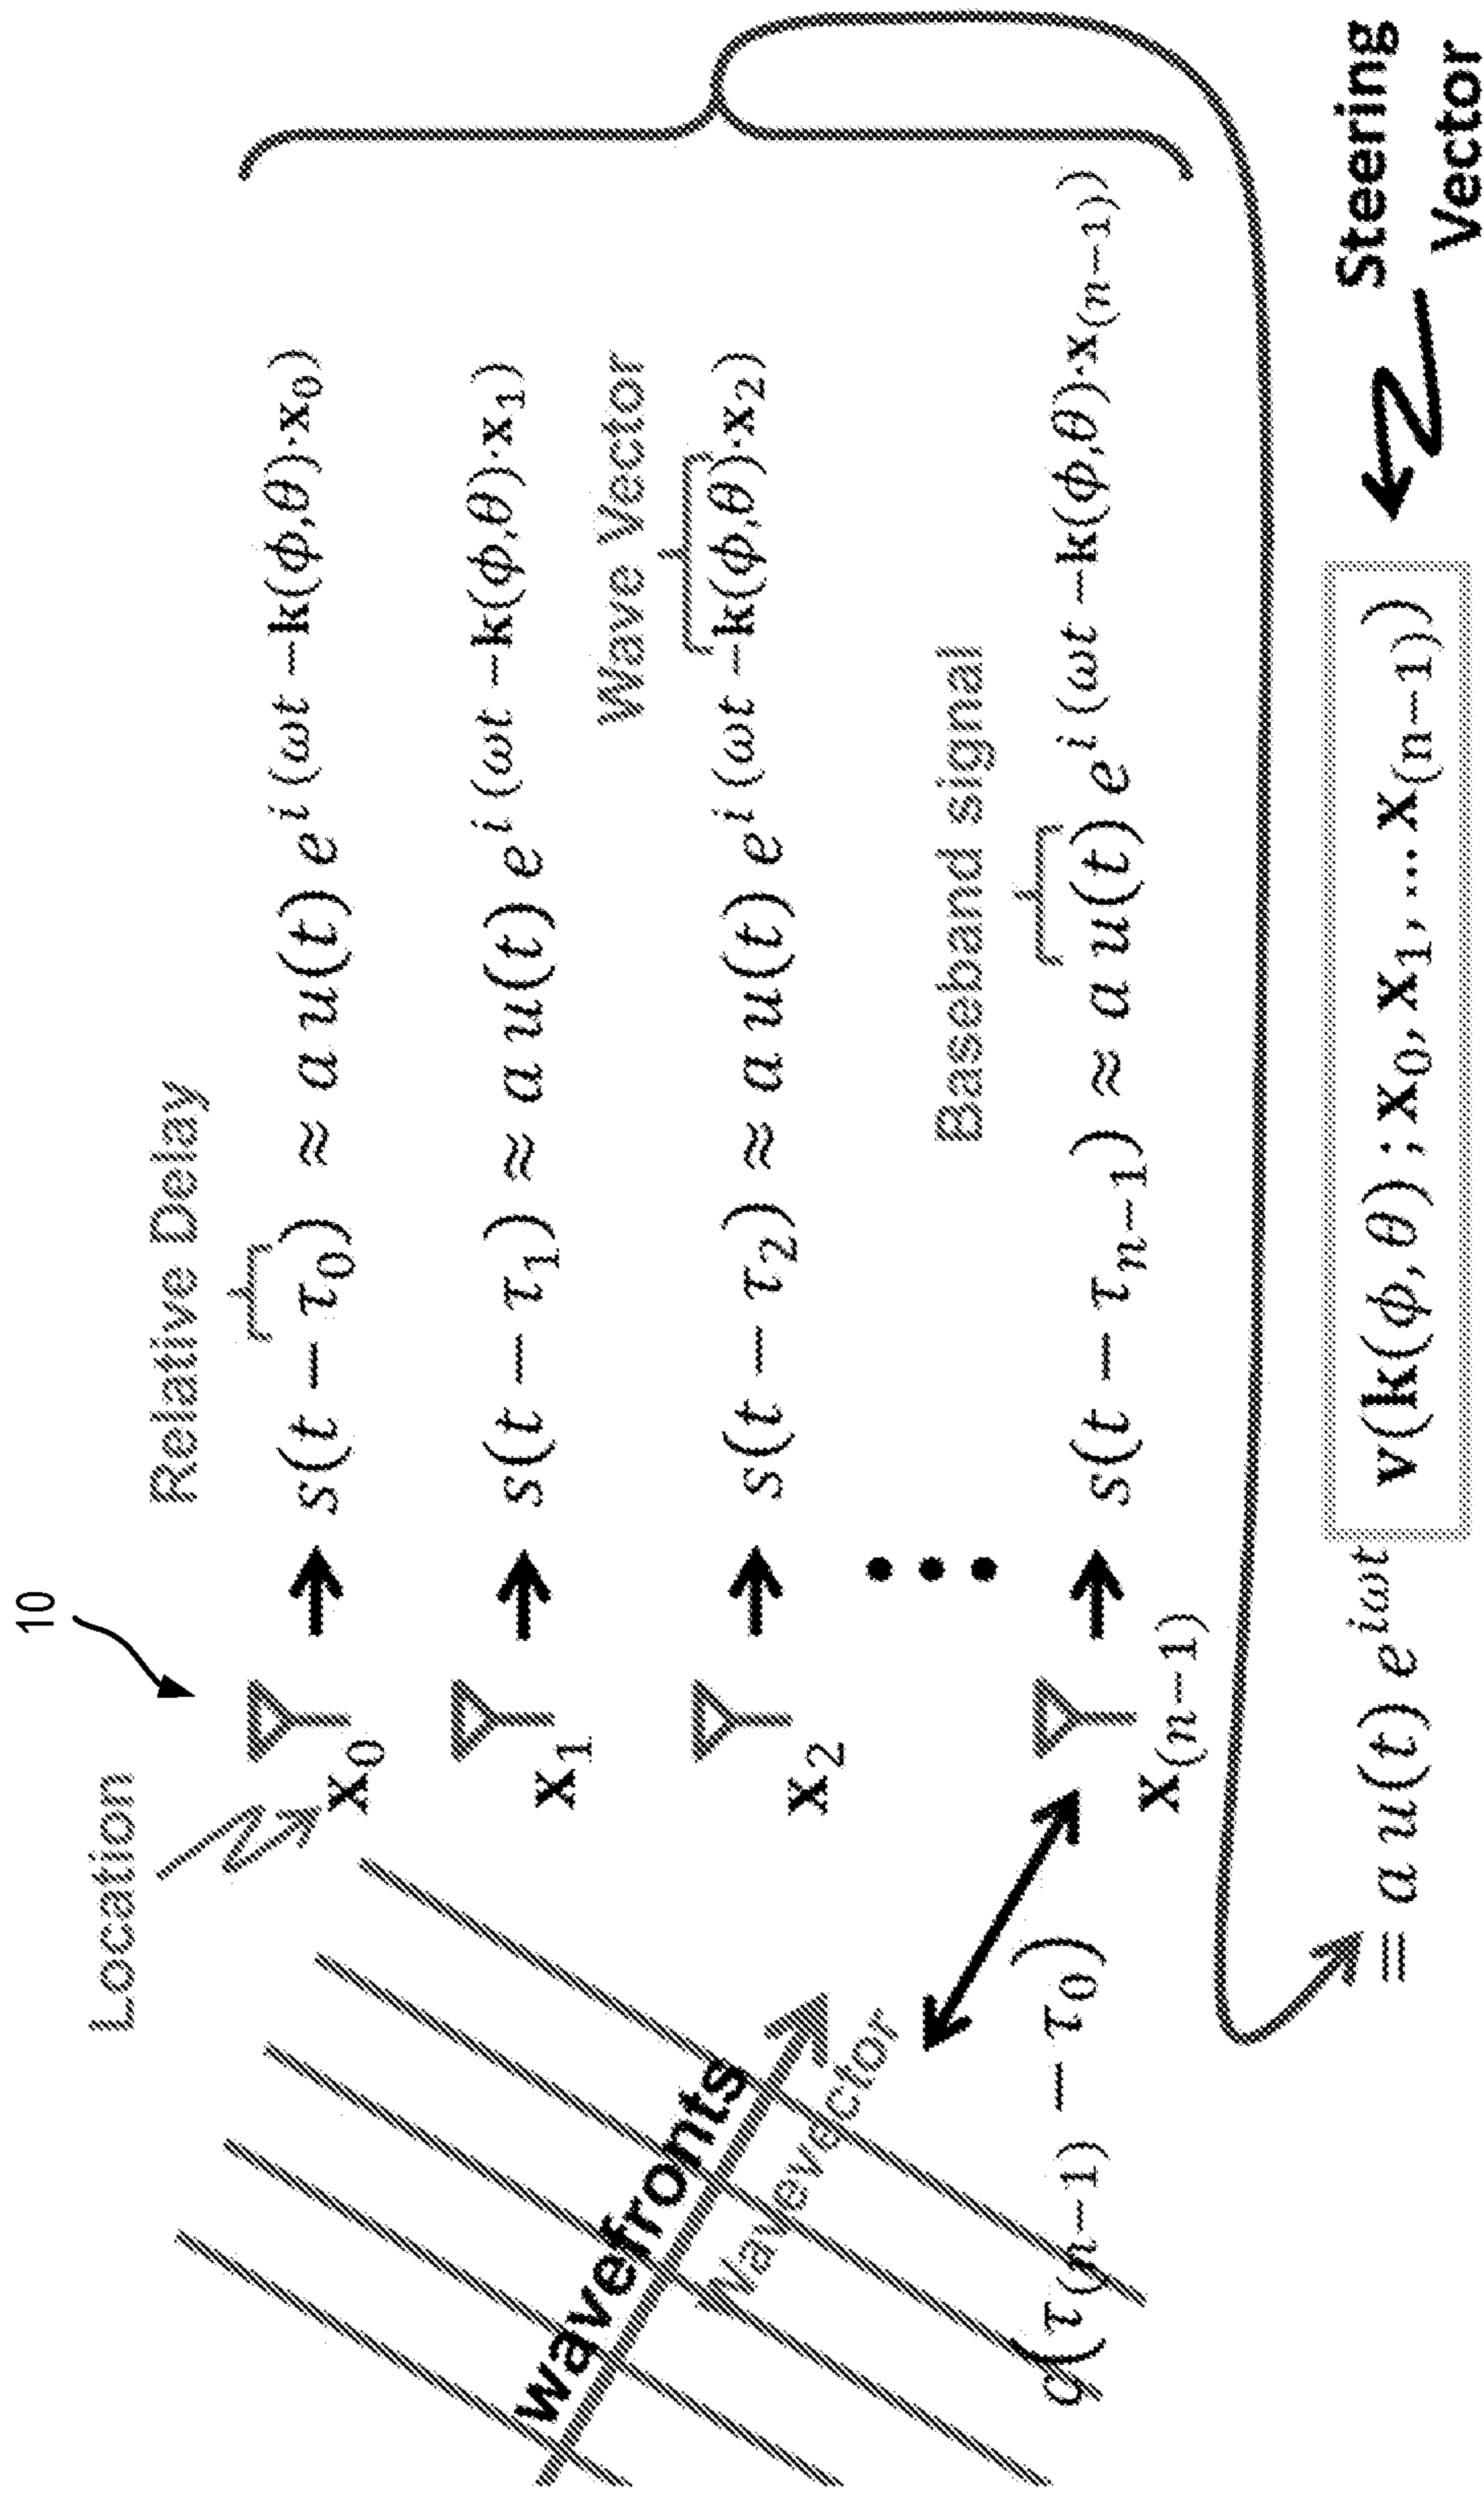 10
Location
Relative Delay
x₀ s(t − τ₀) ≈ a u(t) e^{i (ωt −k(ϕ,θ)·x₀)}
x₁ s(t − τ₁) ≈ a u(t) e^{i (ωt −k(ϕ,θ)·x₁)}
Wave Vector
x₂ s(t − τ₂) ≈ a u(t) e^{i (ωt −k(ϕ,θ)·x₂)}
wavefronts
Wavevector
Baseband signal
x₍ₙ₋₁₎ s(t − τₙ₋₁) ≈ a u(t) e^{i (ωt −k(ϕ,θ)·x₍ₙ₋₁₎)}
(τ₍ₙ₋₁₎ − τ₀)
= a u(t) e^{iωt} v(k(ϕ, θ) ; x₀, x₁, ... x₍ₙ₋₁₎)
Steering
Vector